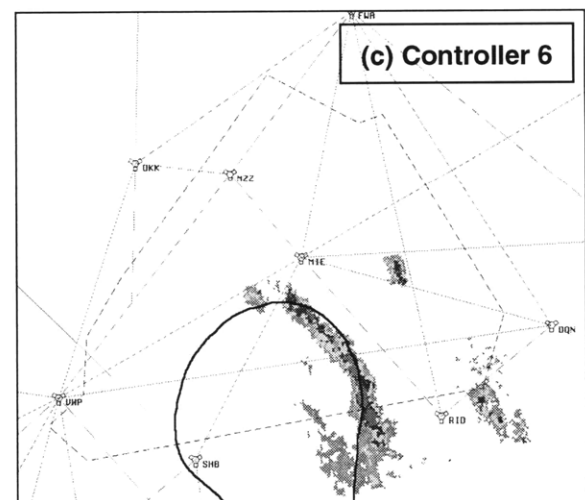 FWA
(c) Controller 6
OKK
MZZ
MIE
DQN
VHP
RID
SHB